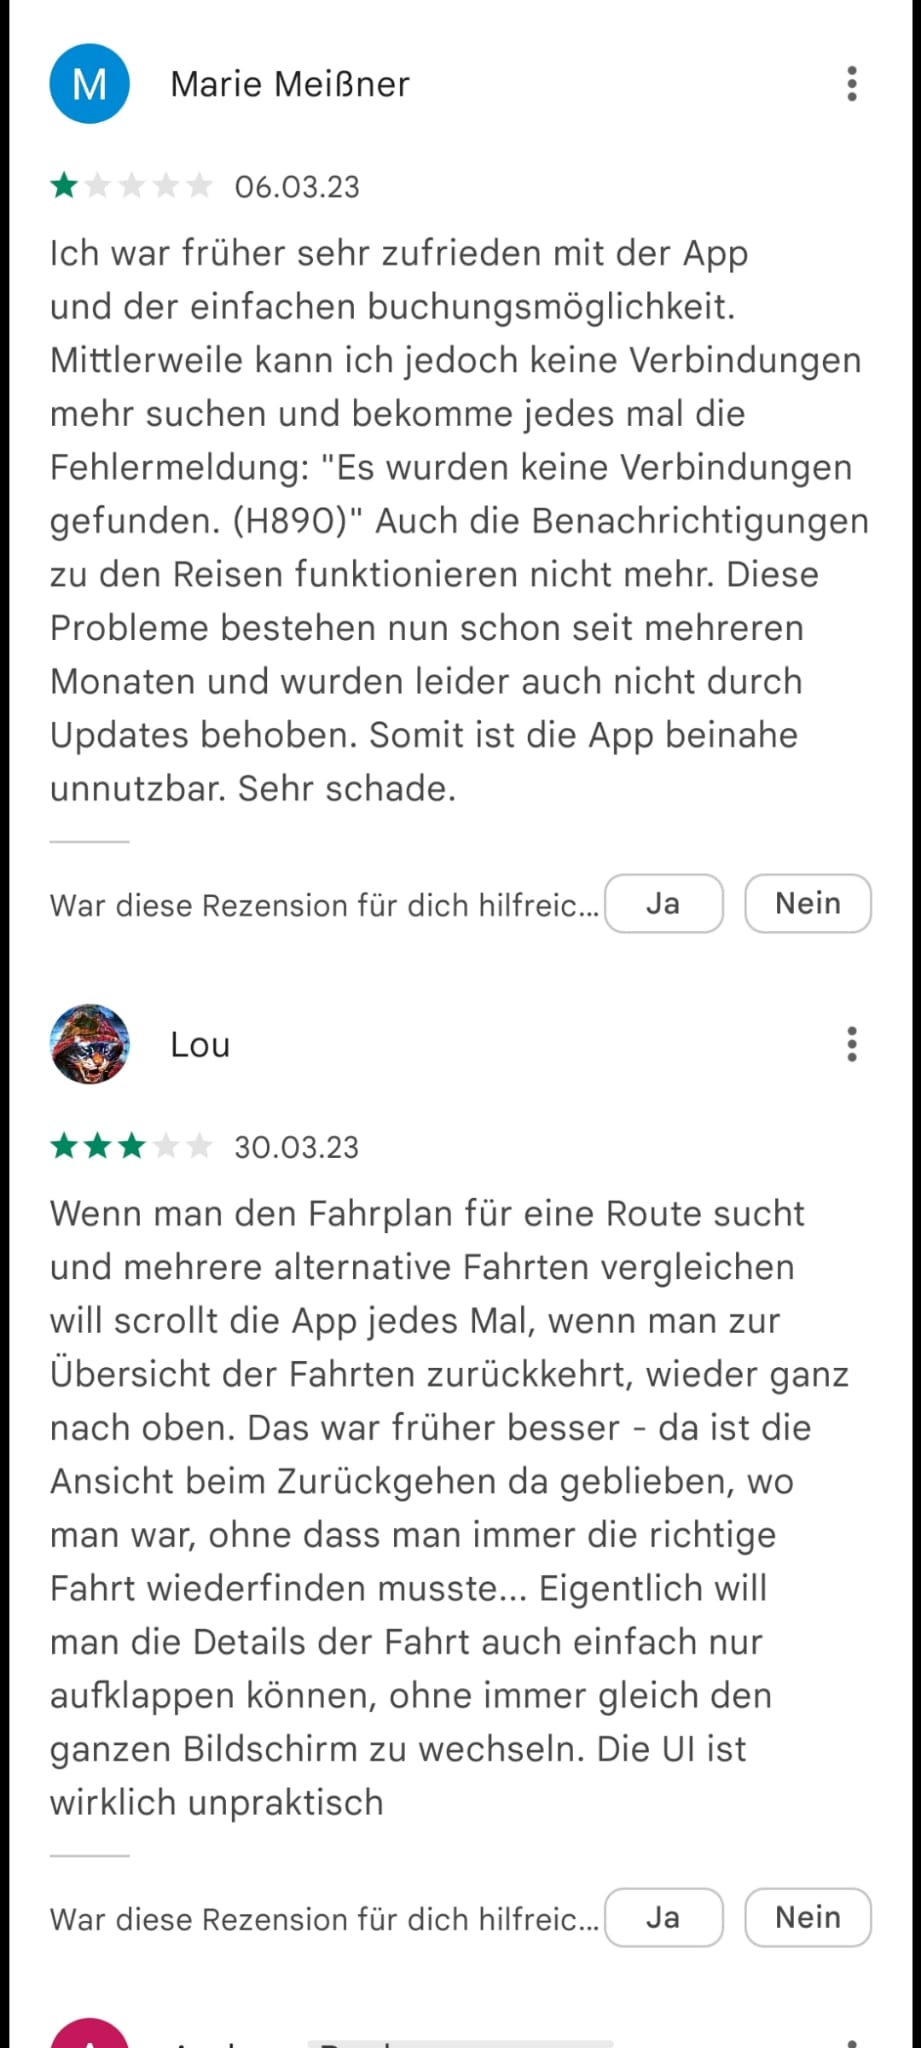 M
Marie Meißner
06.03.23
Ich war früher sehr zufrieden mit der App
und der einfachen buchungsmöglichkeit.
Mittlerweile kann ich jedoch keine Verbindungen
mehr suchen und bekomme jedes mal die
Fehlermeldung: "Es wurden keine Verbindungen
gefunden. (H890)" Auch die Benachrichtigungen
zu den Reisen funktionieren nicht mehr. Diese
Probleme bestehen nun schon seit mehreren
Monaten und wurden leider auch nicht durch
Updates behoben. Somit ist die App beinahe
unnutzbar. Sehr schade.
War diese Rezension für dich hilfreic... Ja Nein
Lou
30.03.23
Wenn man den Fahrplan für eine Route sucht
und mehrere alternative Fahrten vergleichen
will scrollt die App jedes Mal, wenn man zur
Übersicht der Fahrten zurückkehrt, wieder ganz
nach oben. Das war früher besser - da ist die
Ansicht beim Zurückgehen da geblieben, wo
man war, ohne dass man immer die richtige
Fahrt wiederfinden musste... Eigentlich will
man die Details der Fahrt auch einfach nur
aufklappen können, ohne immer gleich den
ganzen Bildschirm zu wechseln. Die UI ist
wirklich unpraktisch
War diese Rezension für dich hilfreic... Ja Nein